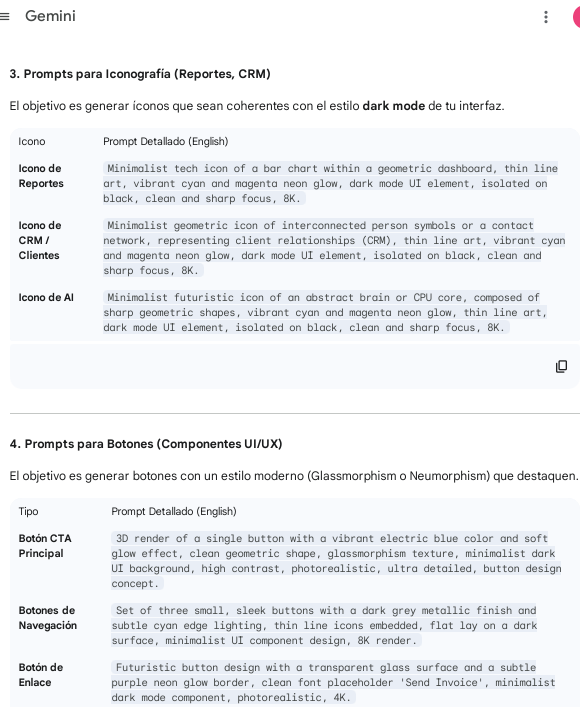 Gemini
3. Prompts para Iconografía (Reportes, CRM)
El objetivo es generar íconos que sean coherentes con el estilo dark mode de tu interfaz.
Icono Prompt Detallado (English)
Icono de Reportes
Minimalist tech icon of a bar chart within a geometric dashboard, thin line
art, vibrant cyan and magenta neon glow, dark mode UI element, isolated on
black, clean and sharp focus, 8K.
Icono de CRM / Clientes
Minimalist geometric icon of interconnected person symbols or a contact
network, representing client relationships (CRM), thin line art, vibrant cyan
and magenta neon glow, dark mode UI element, isolated on black, clean and
sharp focus, 8K.
Icono de AI
Minimalist futuristic icon of an abstract brain or CPU core, composed of
sharp geometric shapes, vibrant cyan and magenta neon glow, thin line art,
dark mode UI element, isolated on black, clean and sharp focus, 8K.
4. Prompts para Botones (Componentes UI/UX)
El objetivo es generar botones con un estilo moderno (Glassmorphism o Neumorphism) que destaquen.
Tipo Prompt Detallado (English)
Botón CTA Principal
3D render of a single button with a vibrant electric blue color and soft
glow effect, clean geometric shape, glassmorphism texture, minimalist dark
UI background, high contrast, photorealistic, ultra detailed, button design
concept.
Botones de Navegación
Set of three small, sleek buttons with a dark grey metallic finish and
subtle cyan edge lighting, thin line icons embedded, flat lay on a dark
surface, minimalist UI component design, 8K render.
Botón de Enlace
Futuristic button design with a transparent glass surface and a subtle
purple neon glow border, clean font placeholder 'Send Invoice', minimalist
dark mode component, photorealistic, 4K.